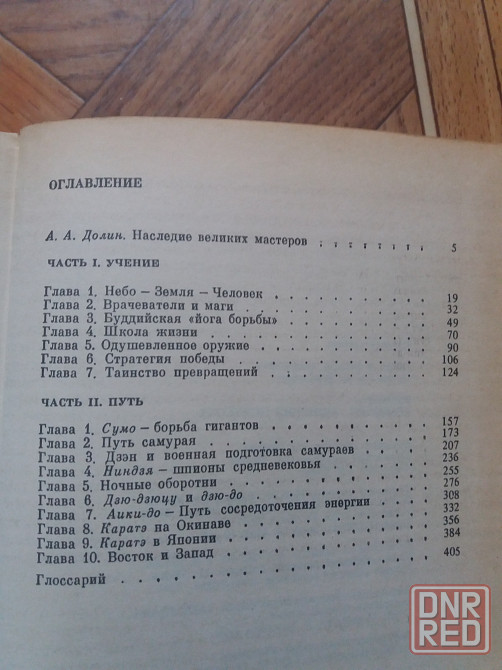 ОГЛАВЛЕНИЕ
А. А. Долин. Наследие великих мастеров . . . . . . . 5
ЧАСТЬ I. УЧЕНИЕ
Глава 1. Небо — Земля — Человек . . . . . . . . . . 19
Глава 2. Врачеватели и маги . . . . . . . . . . 32
Глава 3. Буддийская «йога борьбы» . . . . . . . . . . 49
Глава 4. Школа жизни . . . . . . . . . . 70
Глава 5. Одушевленное оружие . . . . . . . . . . 90
Глава 6. Стратегия победы . . . . . . . . . . 106
Глава 7. Таинство превращений . . . . . . . . . . 124
ЧАСТЬ II. ПУТЬ
Глава 1. Сумо — борьба гигантов . . . . . . . . . . 157
Глава 2. Путь самурая . . . . . . . . . . 173
Глава 3. Дзэн и военная подготовка самураев . . . . . . 207
Глава 4. Ниндзя — шпионы средневековья . . . . . . . 236
Глава 5. Ночные оборотни . . . . . . . . . . 255
Глава 6. Дзю-дзюцу и дзю-до . . . . . . . . . . 276
Глава 7. Аики-до — Путь сосредоточения энергии . . . . . 308
Глава 8. Каратэ на Окинаве . . . . . . . . . . 332
Глава 9. Каратэ в Японии . . . . . . . . . . 356
Глава 10. Восток и Запад . . . . . . . . . . 384
Глоссарий . . . . . . . . . . 405
DNR
RED